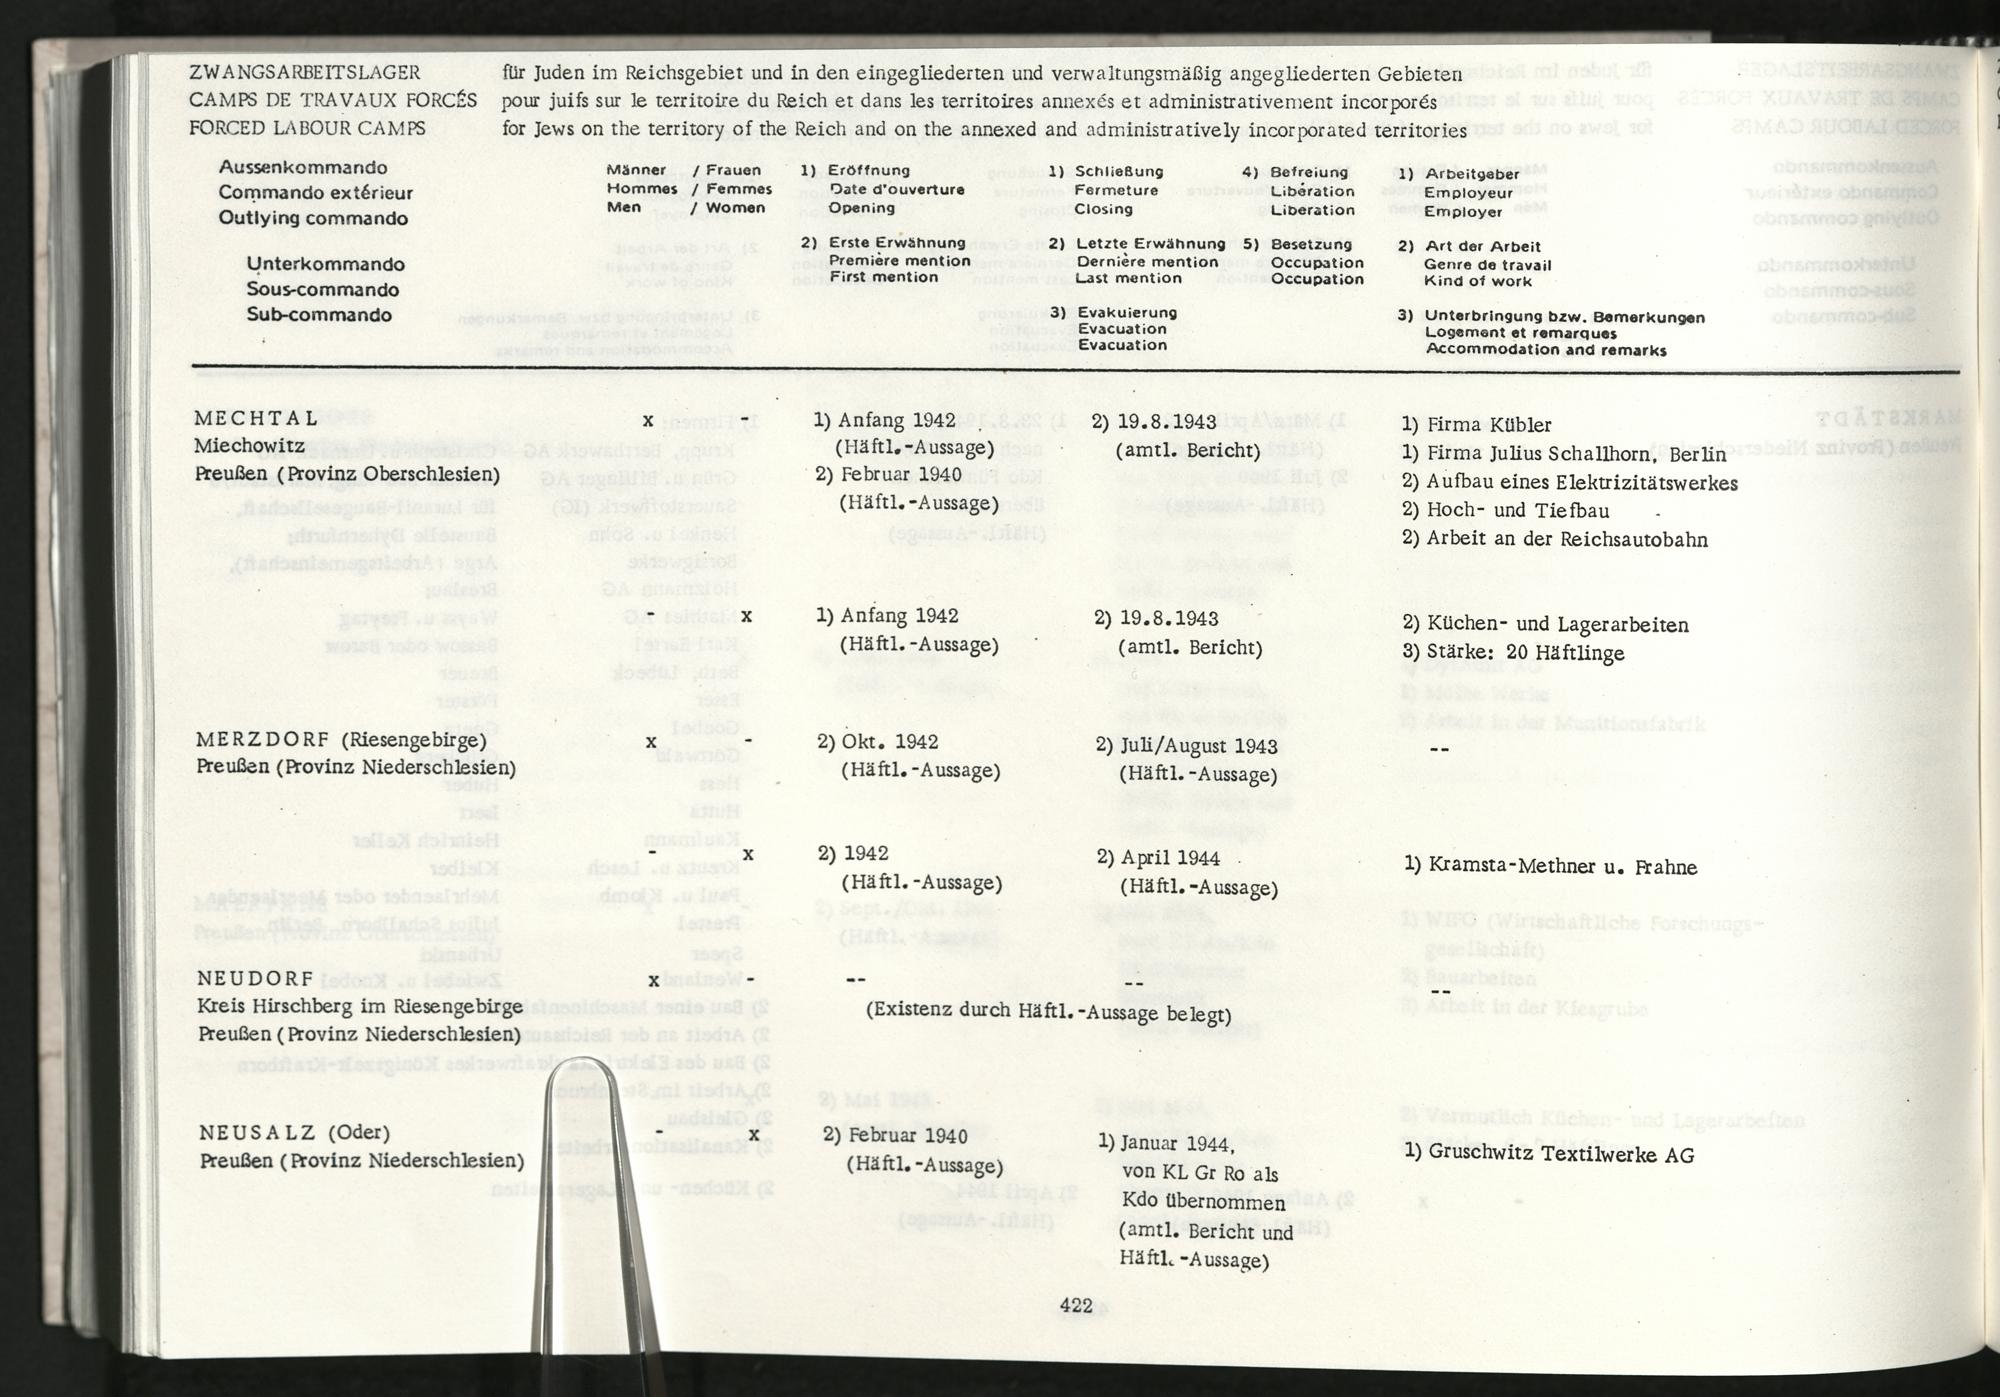 ZWANGSARBEITSLAGER für Juden im Reichsgebiet und in den eingegliederten und verwaltungsmäßig angegliederten Gebieten
CAMPS DE TRAVAUX FORCÉS pour juifs sur le territoire du Reich et dans les territoires annexés et administrativement incorporés
FORCED LABOUR CAMPS for Jews on the territory of the Reich and on the annexed and administratively incorporated territories
Aussenkommando
Commando extérieur
Outlying commando
Unterkommando
Sous-commando
Sub-commando
Männer / Frauen
Hommes / Femmes
Men / Women
1) Eröffnung
Date d'ouverture
Opening
2) Erste Erwähnung
Première mention
First mention
1) Schließung
Fermeture
Closing
2) Letzte Erwähnung
Dernière mention
Last mention
3) Evakuierung
Evacuation
Evacuation
4) Befreiung
Libération
Liberation
5) Besetzung
Occupation
Occupation
1) Arbeitgeber
Employeur
Employer
2) Art der Arbeit
Genre de travail
Kind of work
3) Unterbringung bzw. Bemerkungen
Logement et remarques
Accommodation and remarks
MECHTAL
Miechowitz
Preußen (Provinz Oberschlesien)
x -
1) Anfang 1942
(Häftl.-Aussage)
2) Februar 1940
(Häftl.-Aussage)
2) 19.8.1943
(amtl. Bericht)
1) Firma Kübler
1) Firma Julius Schallhorn, Berlin
2) Aufbau eines Elektrizitätswerkes
2) Hoch- und Tiefbau
2) Arbeit an der Reichsautobahn
- x
1) Anfang 1942
(Häftl.-Aussage)
2) 19.8.1943
(amtl. Bericht)
2) Küchen- und Lagerarbeiten
3) Stärke: 20 Häftlinge
MERZDORF (Riesengebirge)
Preußen (Provinz Niederschlesien)
x -
2) Okt. 1942
(Häftl.-Aussage)
2) Juli/August 1943
(Häftl.-Aussage)
--
- x
2) 1942
(Häftl.-Aussage)
2) April 1944
(Häftl.-Aussage)
1) Kramsta-Methner u. Frahne
NEUDORF
Kreis Hirschberg im Riesengebirge
Preußen (Provinz Niederschlesien)
x -
-- --
(Existenz durch Häftl.-Aussage belegt)
--
NEUSALZ (Oder)
Preußen (Provinz Niederschlesien)
- x
2) Februar 1940
(Häftl.-Aussage)
1) Januar 1944,
von KL Gr Ro als
Kdo übernommen
(amtl. Bericht und
Häftl.-Aussage)
1) Gruschwitz Textilwerke AG
422